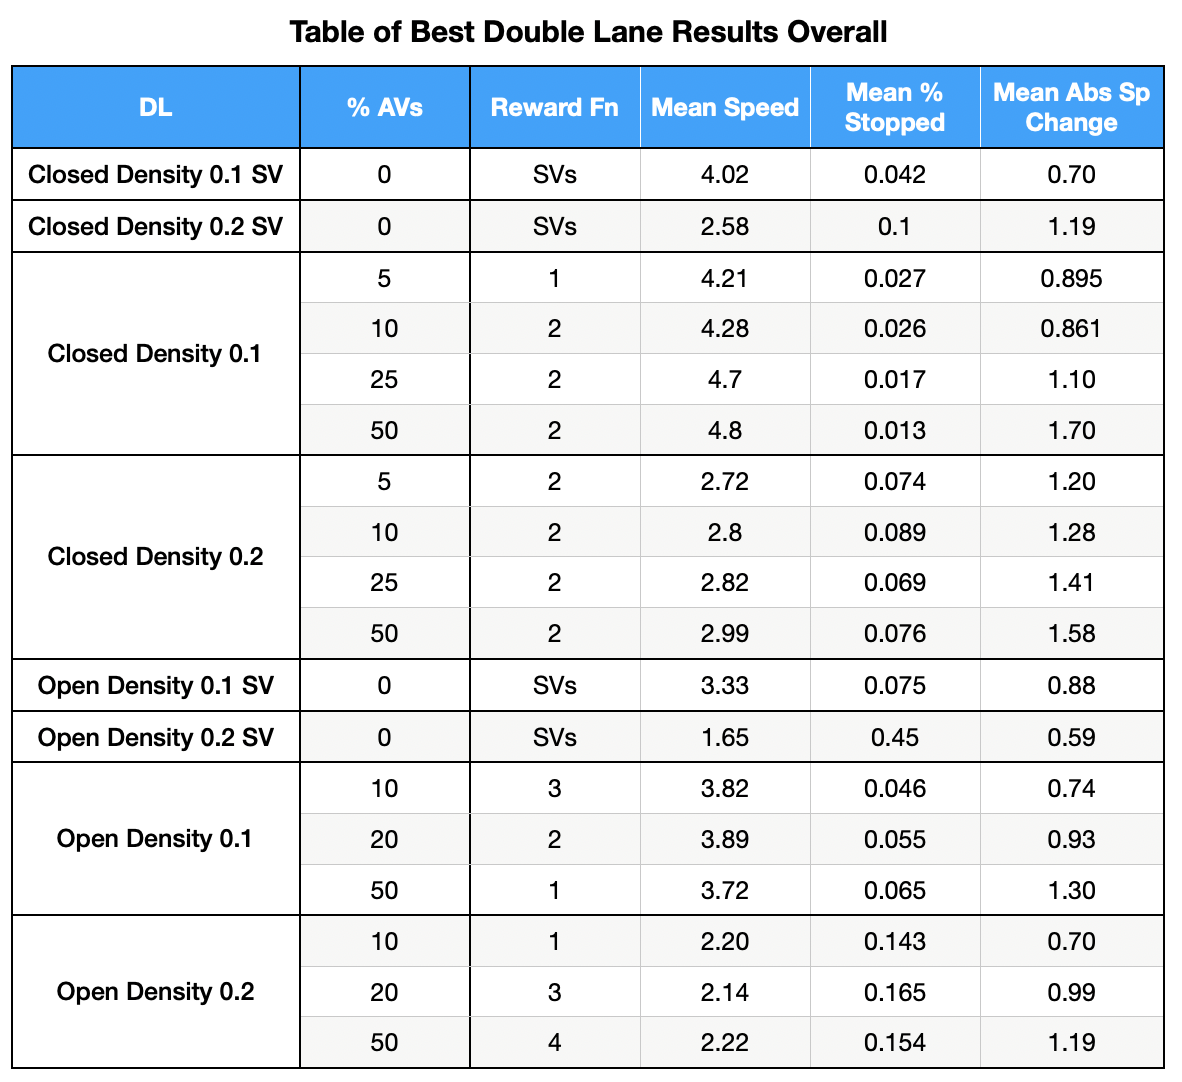 Table of Best Double Lane Results Overall
DL % AVs Reward Fn Mean Speed Mean % Stopped Mean Abs Sp Change
Closed Density 0.1 SV 0 SVs 4.02 0.042 0.70
Closed Density 0.2 SV 0 SVs 2.58 0.1 1.19
Closed Density 0.1
5 1 4.21 0.027 0.895
10 2 4.28 0.026 0.861
25 2 4.7 0.017 1.10
50 2 4.8 0.013 1.70
Closed Density 0.2
5 2 2.72 0.074 1.20
10 2 2.8 0.089 1.28
25 2 2.82 0.069 1.41
50 2 2.99 0.076 1.58
Open Density 0.1 SV 0 SVs 3.33 0.075 0.88
Open Density 0.2 SV 0 SVs 1.65 0.45 0.59
Open Density 0.1
10 3 3.82 0.046 0.74
20 2 3.89 0.055 0.93
50 1 3.72 0.065 1.30
Open Density 0.2
10 1 2.20 0.143 0.70
20 3 2.14 0.165 0.99
50 4 2.22 0.154 1.19